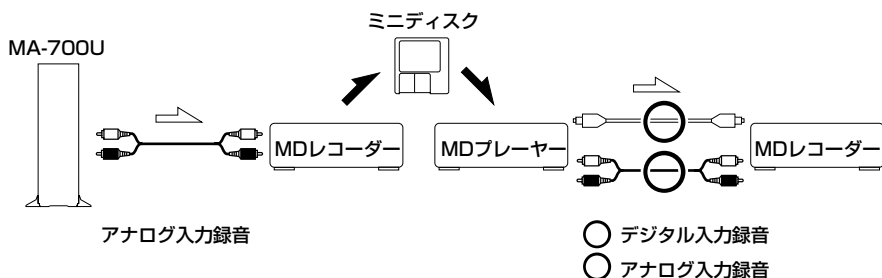 ミニディスク
MA-700U
MDレコーダー
MDプレーヤー
MDレコーダー
アナログ入力録音
デジタル入力録音
アナログ入力録音